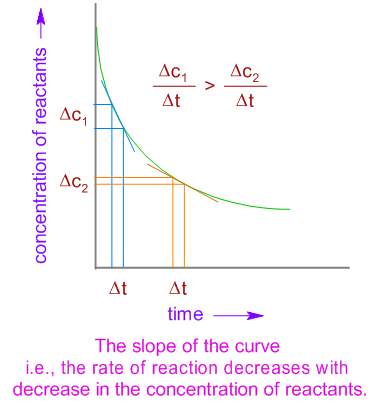 concentration of reactants
Δc1
Δt
>
Δc2
Δt
Δc1
Δc2
Δt
Δt
time
The slope of the curve
i.e., the rate of reaction decreases with
decrease in the concentration of reactants.